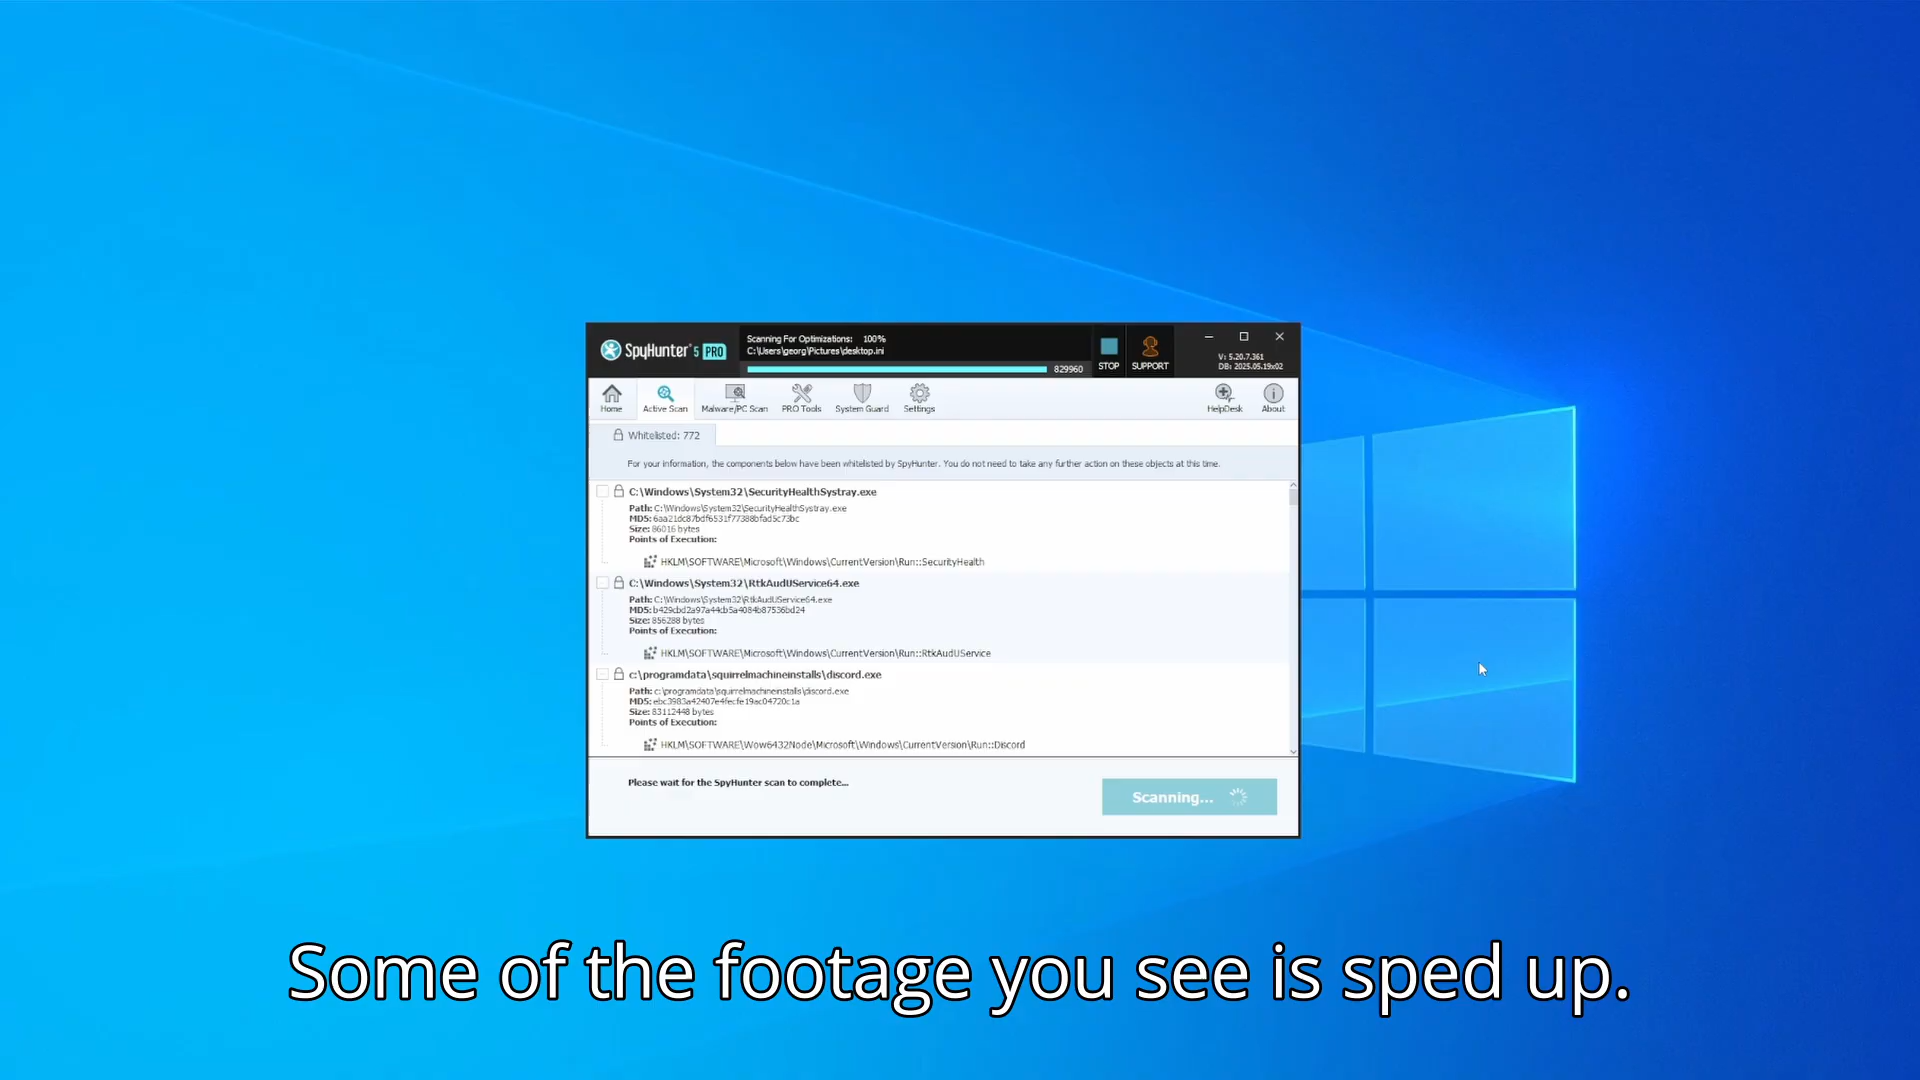 SpyHunter 5 PRO
Scanning For Optimizations: 100%
C:\Users\georg\Pictures\desktop.ini
829960
STOP
SUPPORT
V: 5.20.7.361
DB: 2025.05.19x02
Home
Active Scan
Malware/PC Scan
PRO Tools
System Guard
Settings
HelpDesk
About
Whitelisted: 772
For your information, the components below have been whitelisted by SpyHunter. You do not need to take any further action on these objects at this time.
C:\Windows\System32\SecurityHealthSystray.exe
Path: C:\Windows\System32\SecurityHealthSystray.exe
MD5: 6aa21dc87bdf6531f77388bfad5c73bc
Size: 86016 bytes
Points of Execution:
HKLM\SOFTWARE\Microsoft\Windows\CurrentVersion\Run::SecurityHealth
C:\Windows\System32\RtkAudUService64.exe
Path: C:\Windows\System32\RtkAudUService64.exe
MD5: b429cbd2a97a44cb5a4084b87536bd24
Size: 856288 bytes
Points of Execution:
HKLM\SOFTWARE\Microsoft\Windows\CurrentVersion\Run::RtkAudUService
c:\programdata\squirrelmachineinstalls\discord.exe
Path: c:\programdata\squirrelmachineinstalls\discord.exe
MD5: ebc3983a42407e4fecfe19ac04720c1a
Size: 83112448 bytes
Points of Execution:
HKLM\SOFTWARE\Wow6432Node\Microsoft\Windows\CurrentVersion\Run::Discord
Please wait for the SpyHunter scan to complete...
Scanning...
Some of the footage you see is sped up.